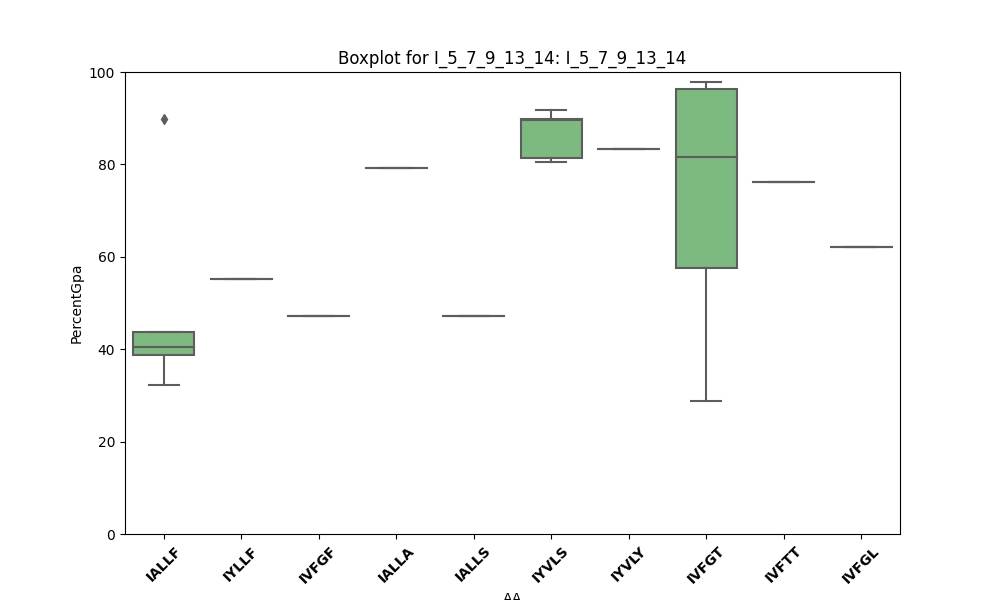 Boxplot for I_5_7_9_13_14: I_5_7_9_13_14
100
80
60
40
20
0
PercentGpa
IALLF
IYLLF
IVFGF
IALLA
IALLS
IYVLS
IYVLY
IVFGT
IVFTT
IVFGL
AA